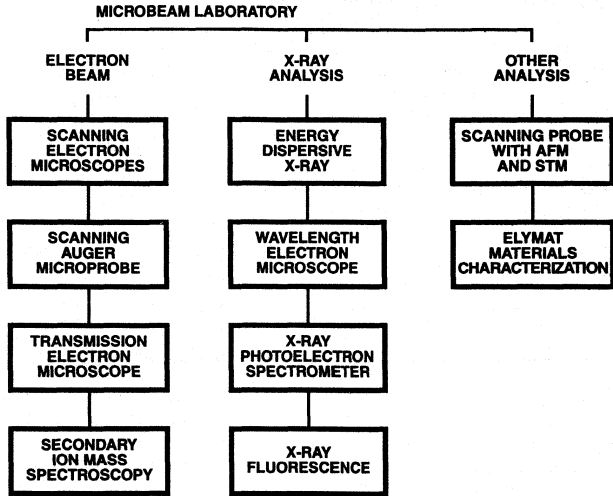 MICROBEAM LABORATORY
ELECTRON
BEAM
SCANNING
ELECTRON
MICROSCOPES
SCANNING
AUGER
MICROPROBE
TRANSMISSION
ELECTRON
MICROSCOPE
SECONDARY
ION MASS
SPECTROSCOPY
X-RAY
ANALYSIS
ENERGY
DISPERSIVE
X-RAY
WAVELENGTH
ELECTRON
MICROSCOPE
X-RAY
PHOTOELECTRON
SPECTROMETER
X-RAY
FLUORESCENCE
OTHER
ANALYSIS
SCANNING PROBE
WITH AFM
AND STM
ELYMAT
MATERIALS
CHARACTERIZATION